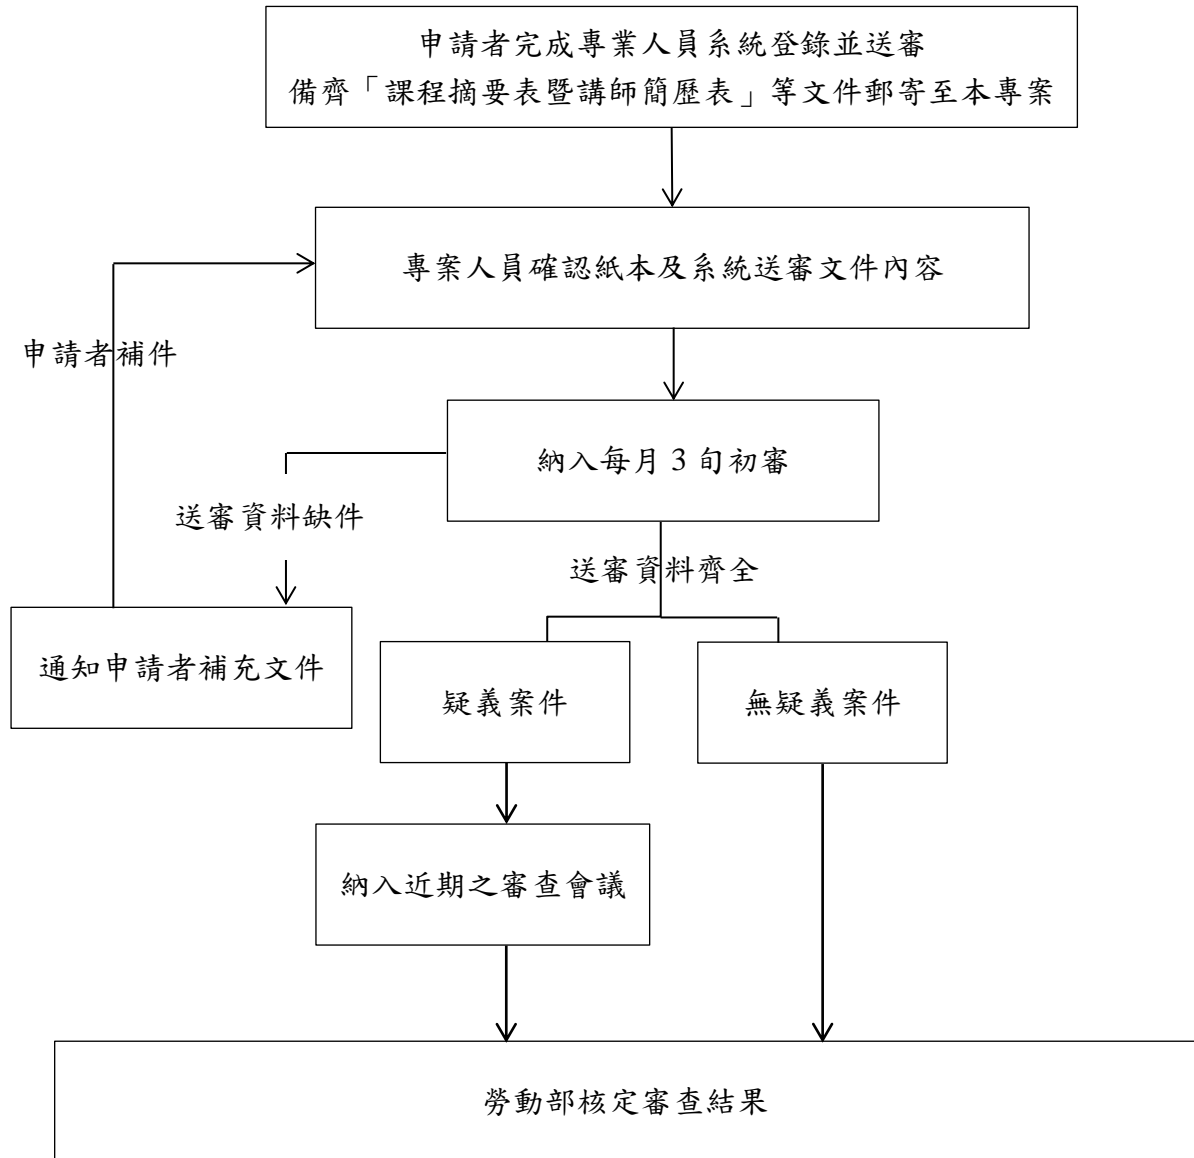 申請者完成專業人員系統登錄並送審
備齊「課程摘要表暨講師簡歷表」等文件郵寄至本專案
專案人員確認紙本及系統送審文件內容
申請者補件
納入每月3旬初審
送審資料缺件
送審資料齊全
通知申請者補充文件
疑義案件
無疑義案件
納入近期之審查會議
勞動部核定審查結果